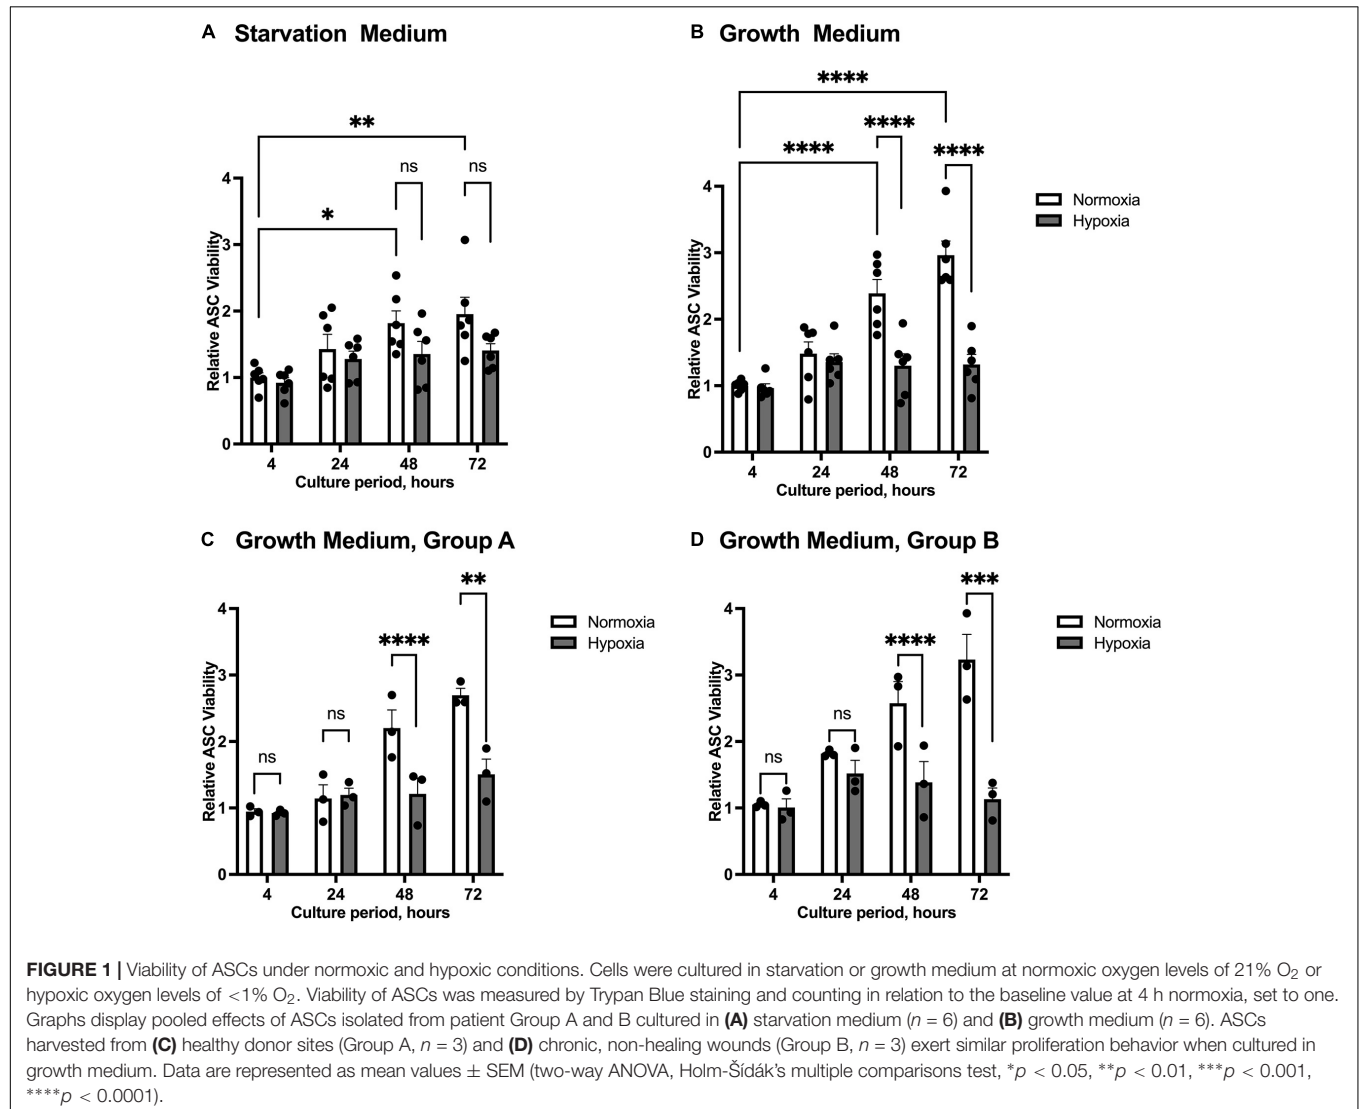 A Starvation Medium
**
ns
ns
*
4
3
2
1
0
Relative ASC Viability
4 24 48 72
Culture period, hours
B Growth Medium
****
****
****
****
4
3
2
1
0
Relative ASC Viability
4 24 48 72
Culture period, hours
Normoxia
Hypoxia
C Growth Medium, Group A
**
****
ns
ns
4
3
2
1
0
Relative ASC Viability
4 24 48 72
Culture period, hours
Normoxia
Hypoxia
D Growth Medium, Group B
***
****
ns
ns
4
3
2
1
0
Relative ASC Viability
4 24 48 72
Culture period, hours
Normoxia
Hypoxia
FIGURE 1 | Viability of ASCs under normoxic and hypoxic conditions. Cells were cultured in starvation or growth medium at normoxic oxygen levels of 21% O2 or
hypoxic oxygen levels of <1% O2. Viability of ASCs was measured by Trypan Blue staining and counting in relation to the baseline value at 4 h normoxia, set to one.
Graphs display pooled effects of ASCs isolated from patient Group A and B cultured in (A) starvation medium (n = 6) and (B) growth medium (n = 6). ASCs
harvested from (C) healthy donor sites (Group A, n = 3) and (D) chronic, non-healing wounds (Group B, n = 3) exert similar proliferation behavior when cultured in
growth medium. Data are represented as mean values ± SEM (two-way ANOVA, Holm-Šídák's multiple comparisons test, *p < 0.05, **p < 0.01, ***p < 0.001,
****p < 0.0001).